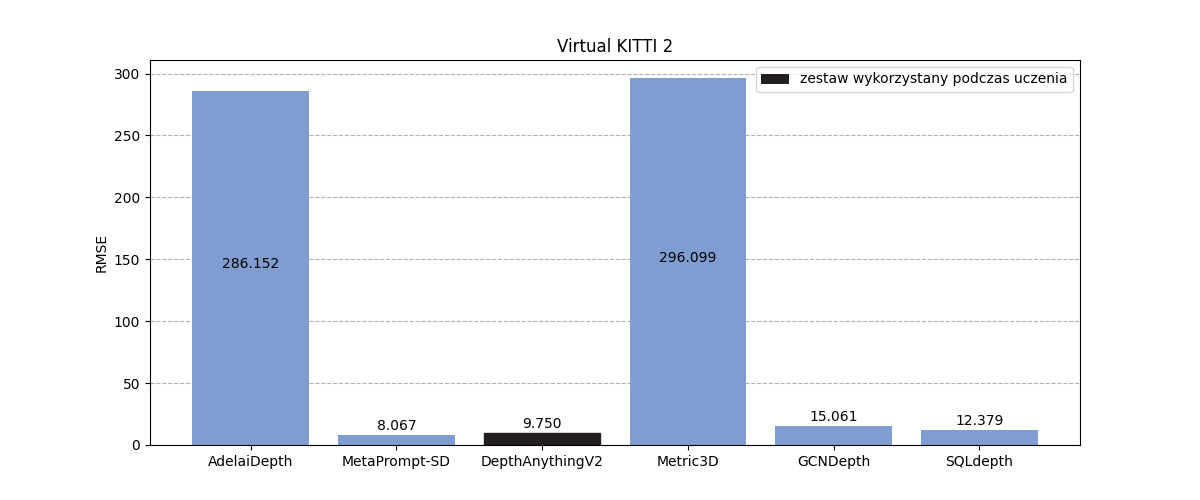 Virtual KITTI 2
zestaw wykorzystany podczas uczenia
RMSE
300
250
200
150
100
50
0
286.152
8.067
9.750
296.099
15.061
12.379
AdelaiDepth
MetaPrompt-SD
DepthAnythingV2
Metric3D
GCNDepth
SQLdepth